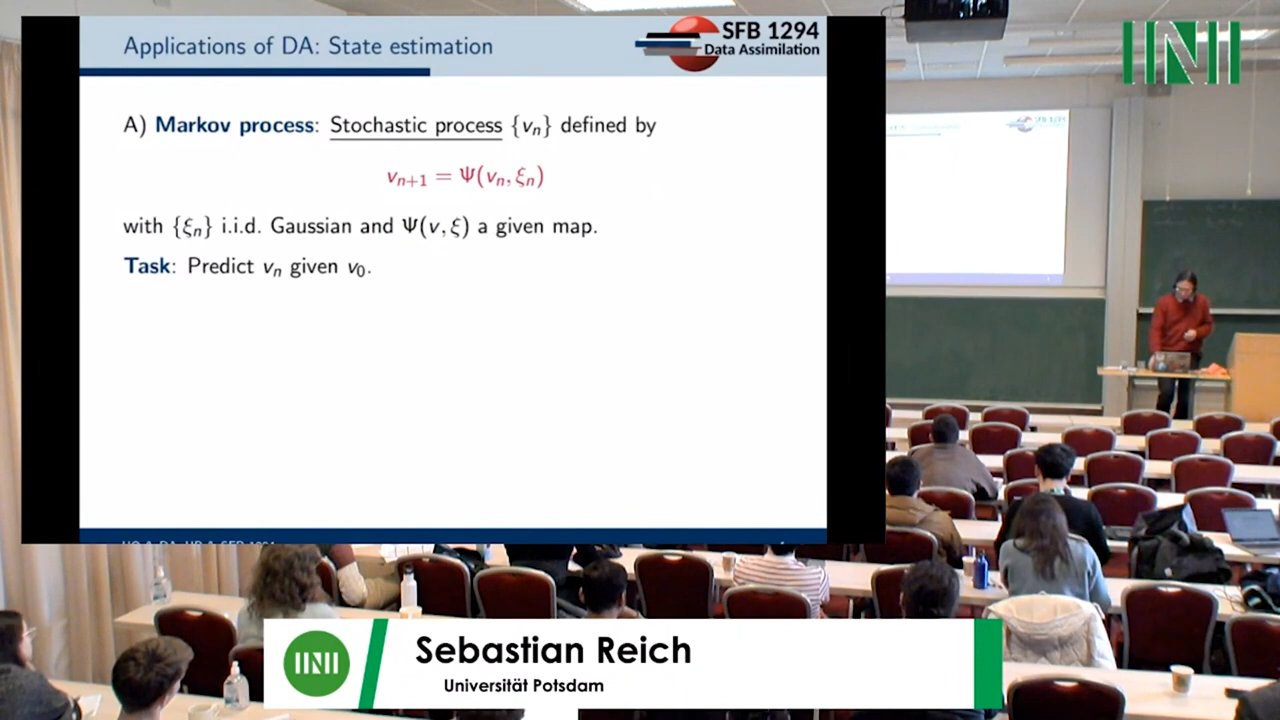 Applications of DA: State estimation
SFB 1294
Data Assimilation
A) Markov process: Stochastic process {vₙ} defined by
vₙ₊₁ = Ψ(vₙ, ξₙ)
with {ξₙ} i.i.d. Gaussian and Ψ(v, ξ) a given map.
Task: Predict vₙ given v₀.
INI
INI
Sebastian Reich
Universität Potsdam